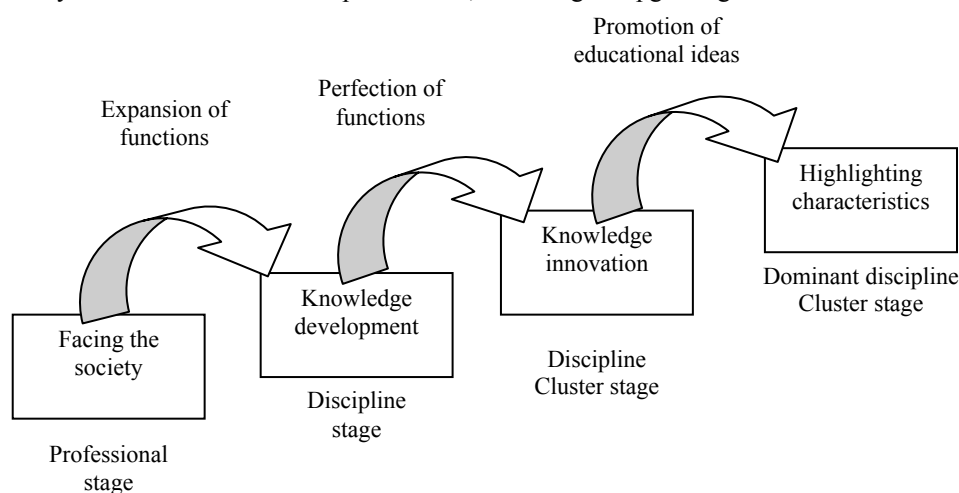 Promotion of
educational ideas
Perfection of
functions
Expansion of
functions
Highlighting
characteristics
Knowledge
innovation
Dominant discipline
Cluster stage
Knowledge
development
Facing the
society
Discipline
Cluster stage
Discipline
stage
Professional
stage